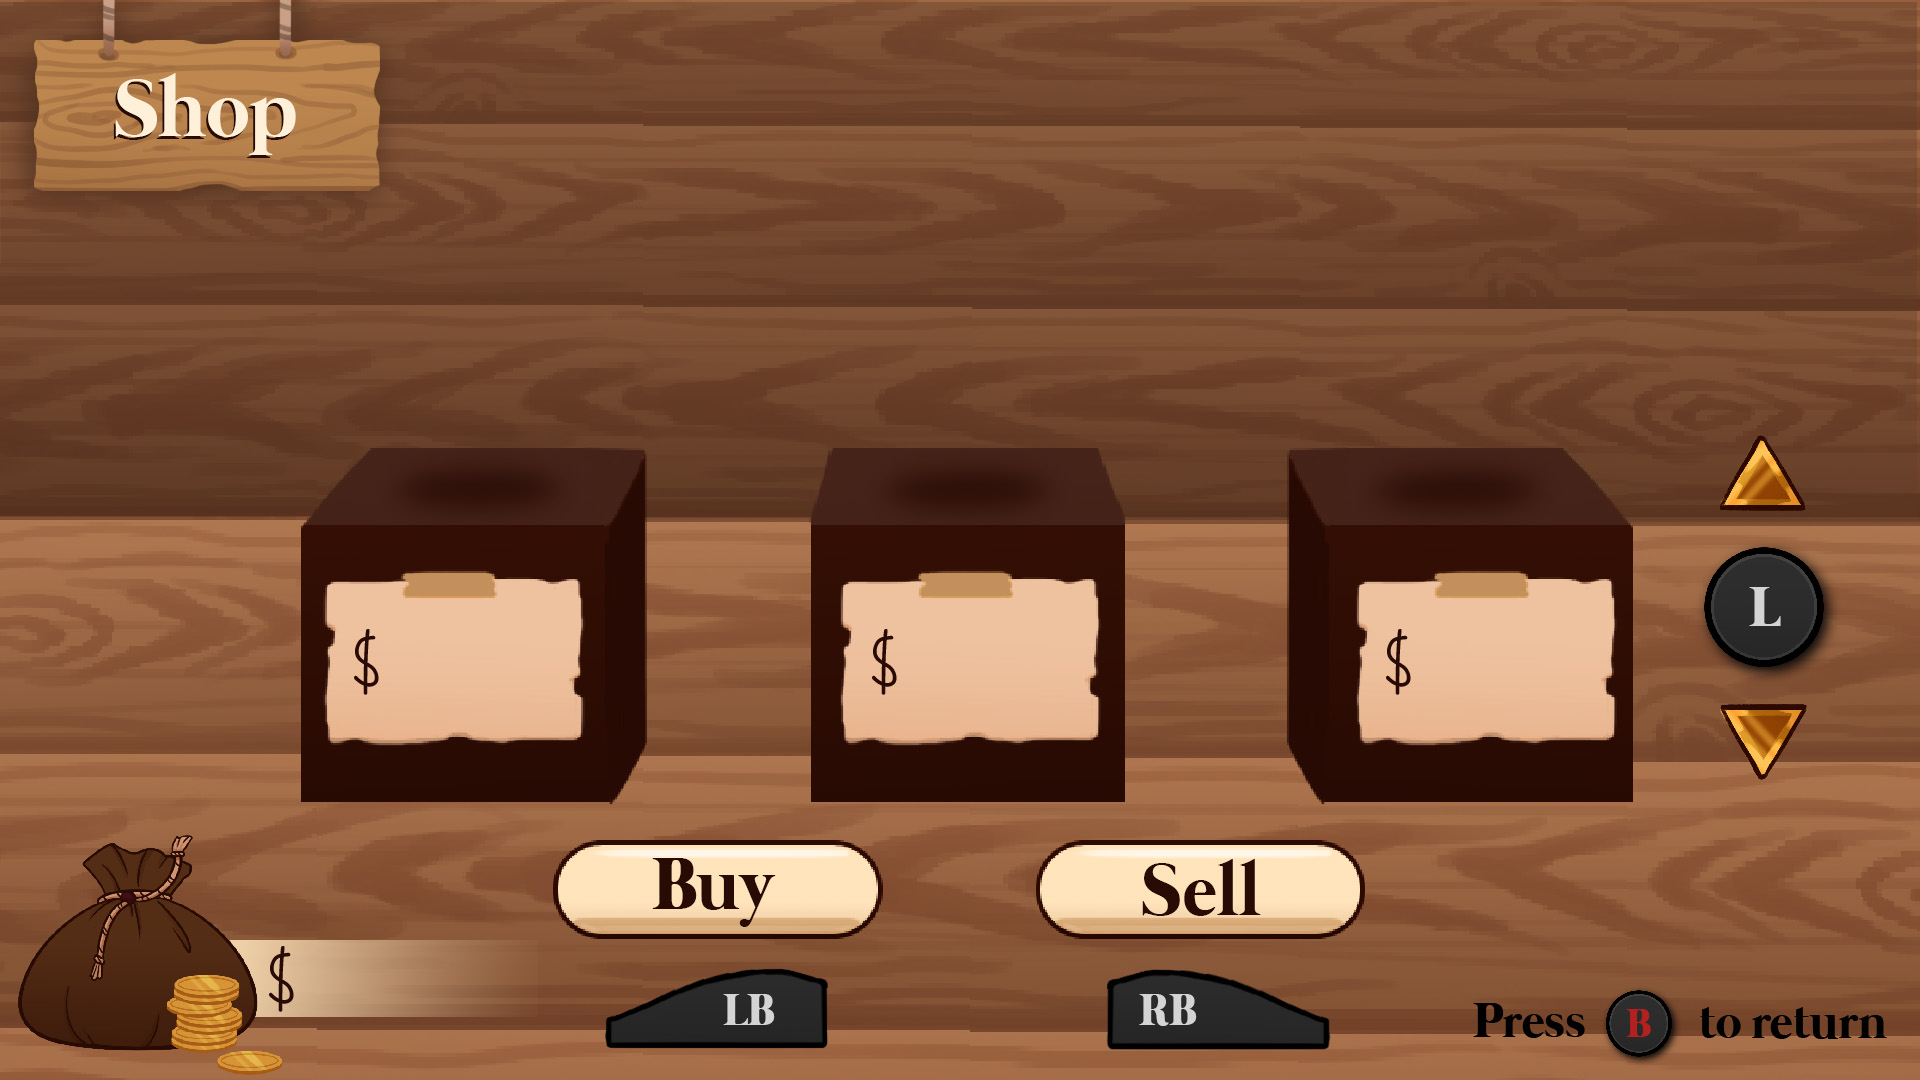 Shop
$ $ $
L
Buy Sell
$
LB RB
Press B to return